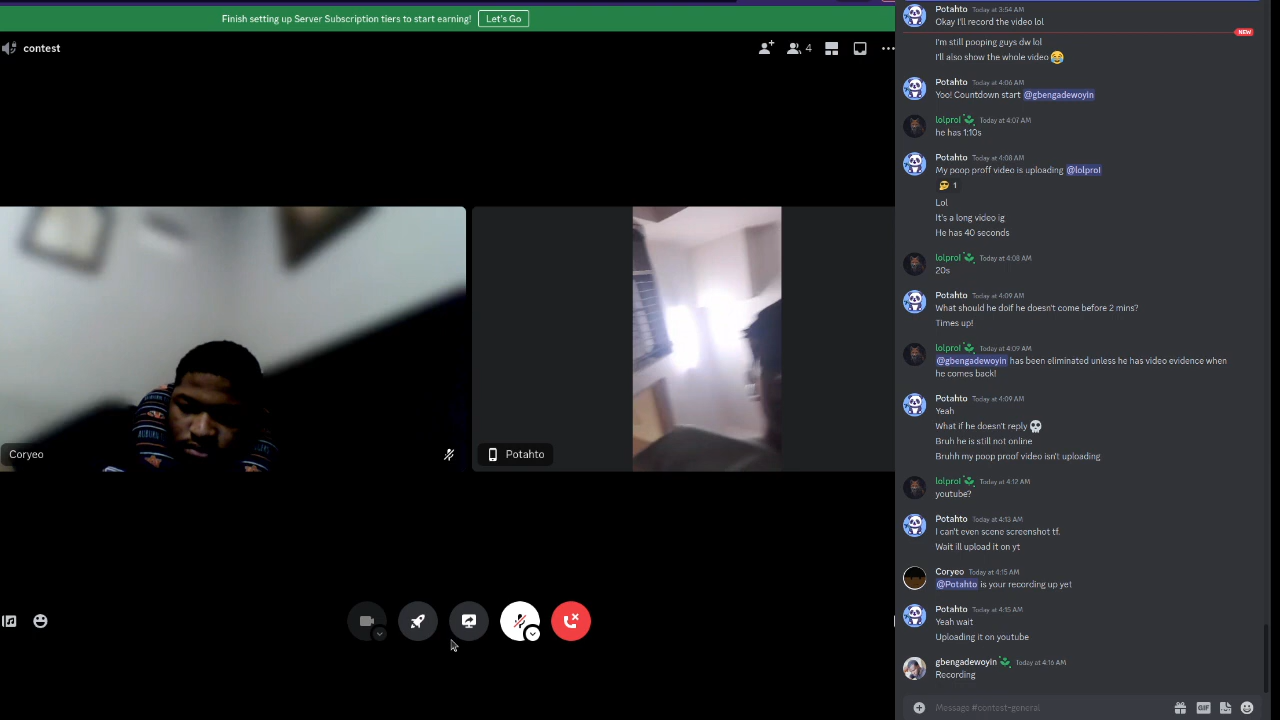 Finish setting up Server Subscription tiers to start earning!
Let's Go
contest
4
Coryeo
Potahto
Potahto Today at 3:54 AM
Okay I'll record the video lol
NEW
I'm still pooping guys dw lol
I'll also show the whole video 😂
Potahto Today at 4:06 AM
Yoo! Countdown start @gbengadewoyin
lolpro! Today at 4:07 AM
he has 1:10s
Potahto Today at 4:08 AM
My poop proff video is uploading @lolpro!
1
Lol
It's a long video ig
He has 40 seconds
lolpro! Today at 4:08 AM
20s
Potahto Today at 4:09 AM
What should he doif he doesn't come before 2 mins?
Times up!
lolpro! Today at 4:09 AM
@gbengadewoyin has been eliminated unless he has video evidence when
he comes back!
Potahto Today at 4:09 AM
Yeah
What if he doesn't reply 💀
Bruh he is still not online
Bruhh my poop proof video isn't uploading
lolpro! Today at 4:12 AM
youtube?
Potahto Today at 4:13 AM
I can't even scene screenshot tf.
Wait ill upload it on yt
Coryeo Today at 4:15 AM
@Potahto is your recording up yet
Potahto Today at 4:15 AM
Yeah wait
Uploading it on youtube
gbengadewoyin Today at 4:16 AM
Recording
Message #contest-general
GIF